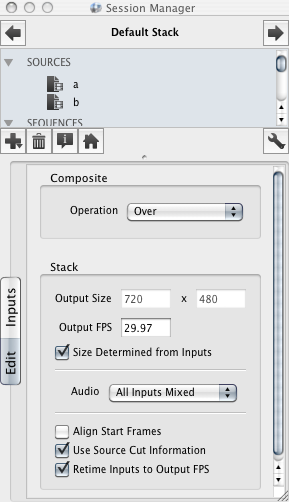 Session Manager
Default Stack
SOURCES
a
b
SEQUENCES
Composite
Operation Over
Stack
Output Size 720 x 480
Output FPS 29.97
Size Determined from Inputs
Audio All Inputs Mixed
Align Start Frames
Use Source Cut Information
Retime Inputs to Output FPS
Inputs
Edit